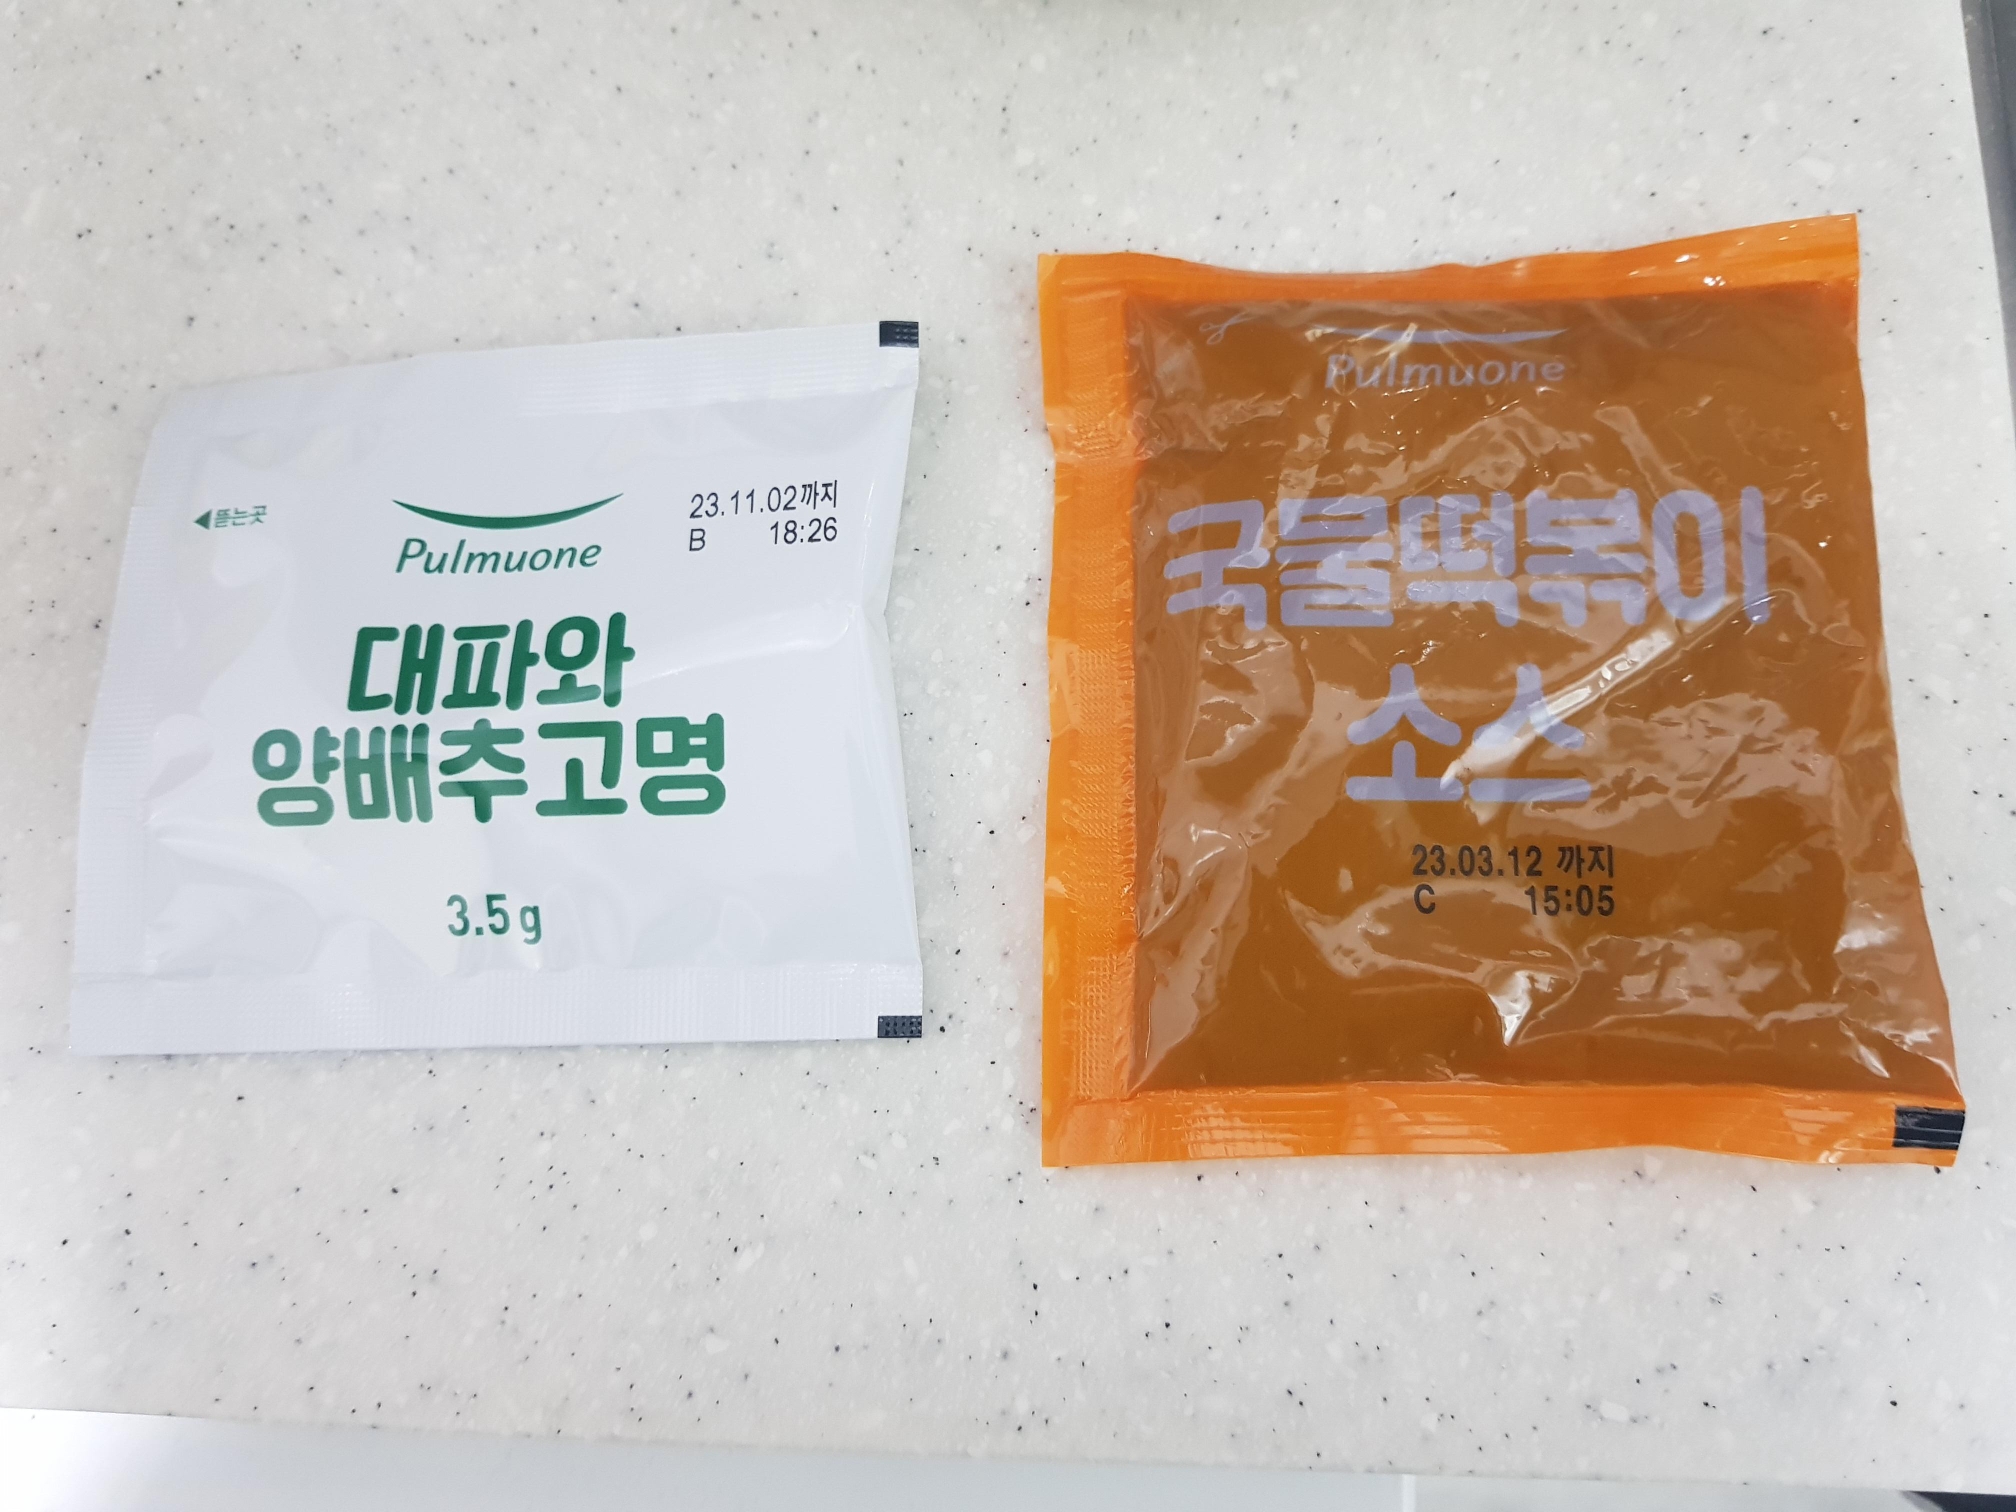 ◀뜯는곳
Pulmuone
23.11.02까지
B 18:26
대파와
양배추고명
3.5g
Pulmuone
국물떡볶이
소스
23.03.12 까지
C 15:05